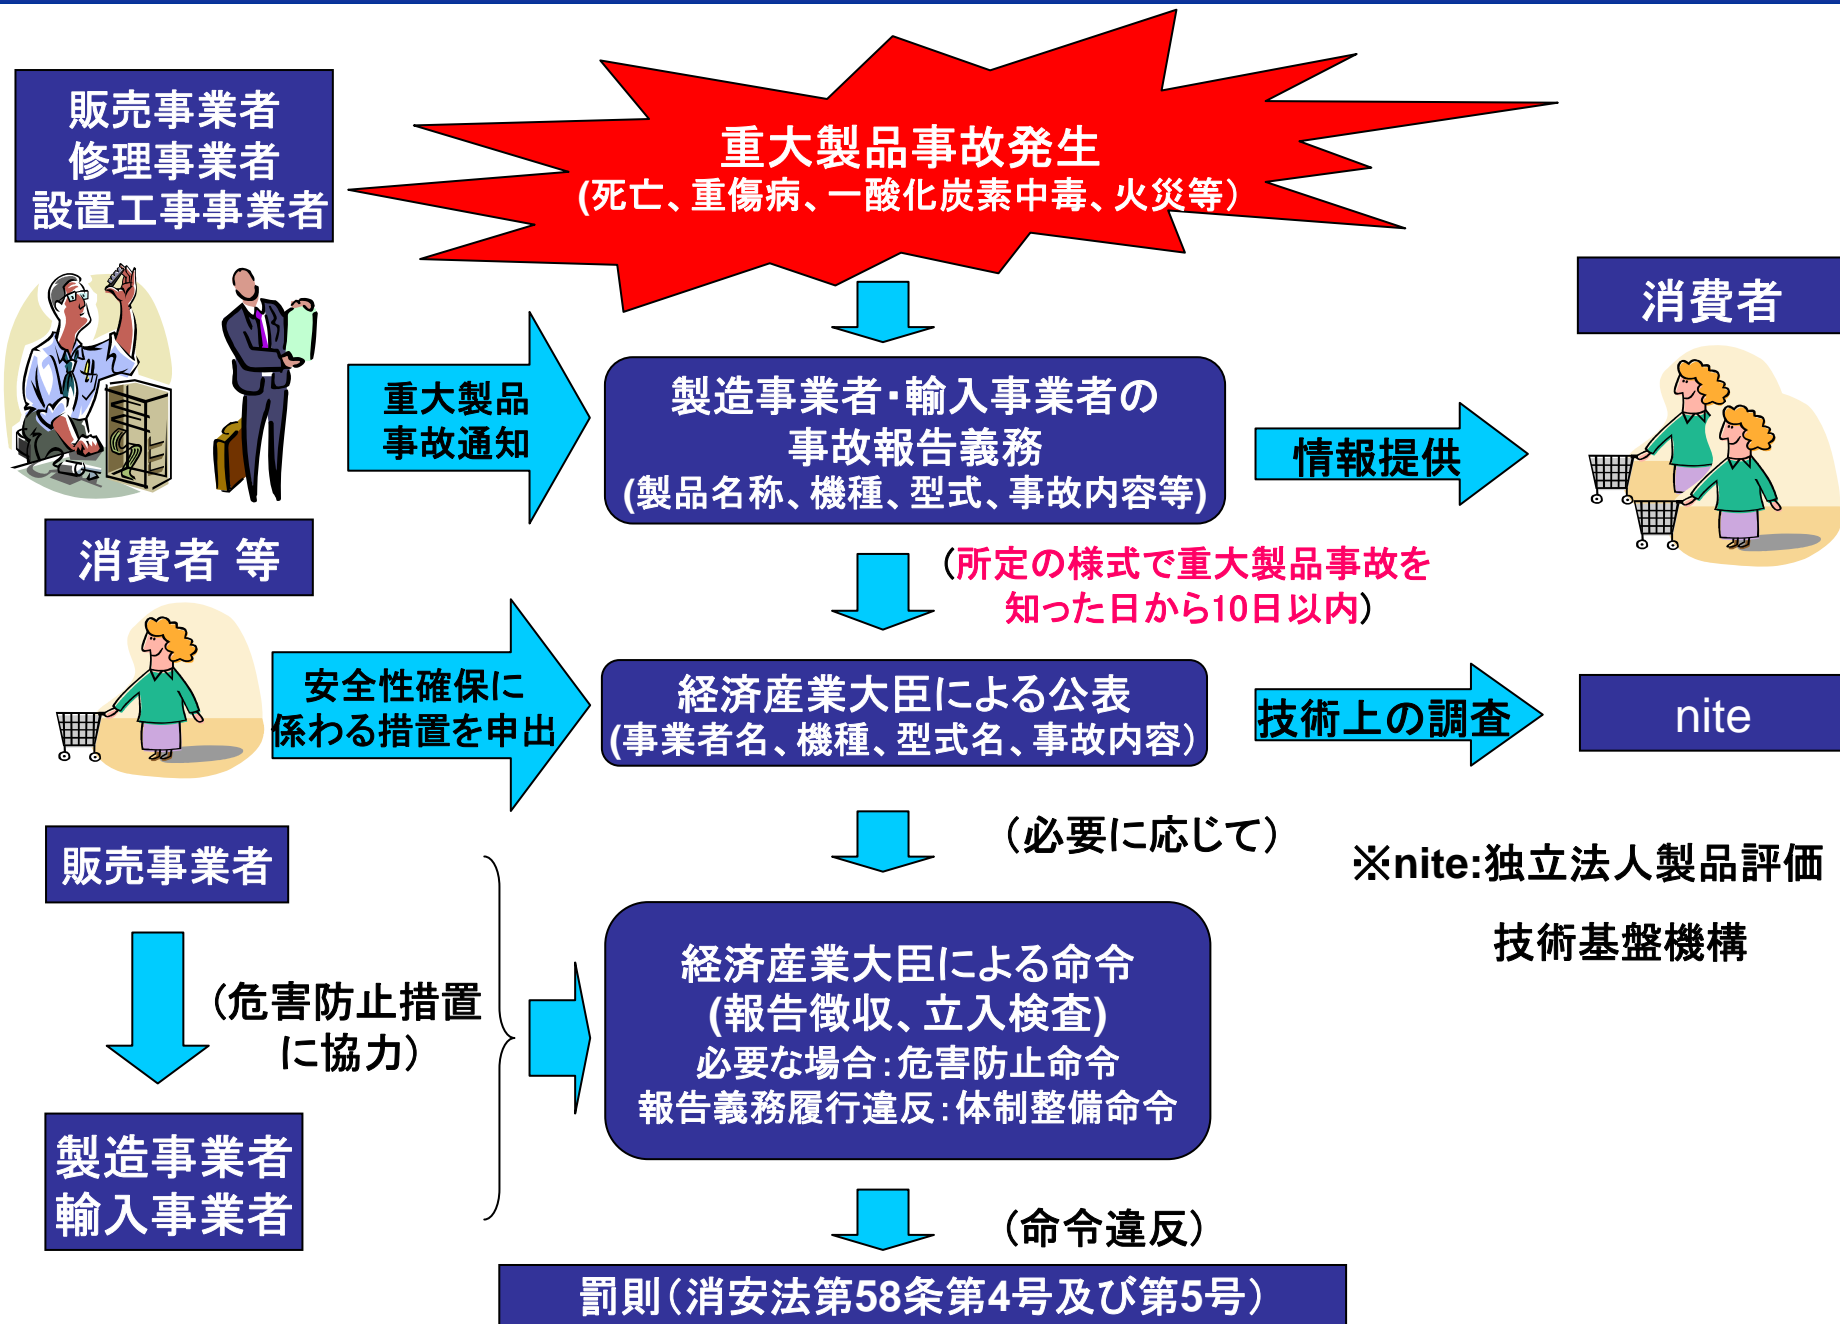 重大製品事故発生
(死亡、重傷病、一酸化炭素中毒、火災等)
販売事業者
修理事業者
設置工事事業者
重大製品
事故通知
製造事業者・輸入事業者の
事故報告義務
(製品名称、機種、型式、事故内容等)
情報提供
消費者
(所定の様式で重大製品事故を
知った日から10日以内)
消費者 等
安全性確保に
係わる措置を申出
経済産業大臣による公表
(事業者名、機種、型式名、事故内容)
技術上の調査
nite
(必要に応じて)
※nite:独立法人製品評価
技術基盤機構
販売事業者
(危害防止措置
に協力)
製造事業者
輸入事業者
経済産業大臣による命令
(報告徴収、立入検査)
必要な場合:危害防止命令
報告義務履行違反:体制整備命令
(命令違反)
罰則(消安法第58条第4号及び第5号)